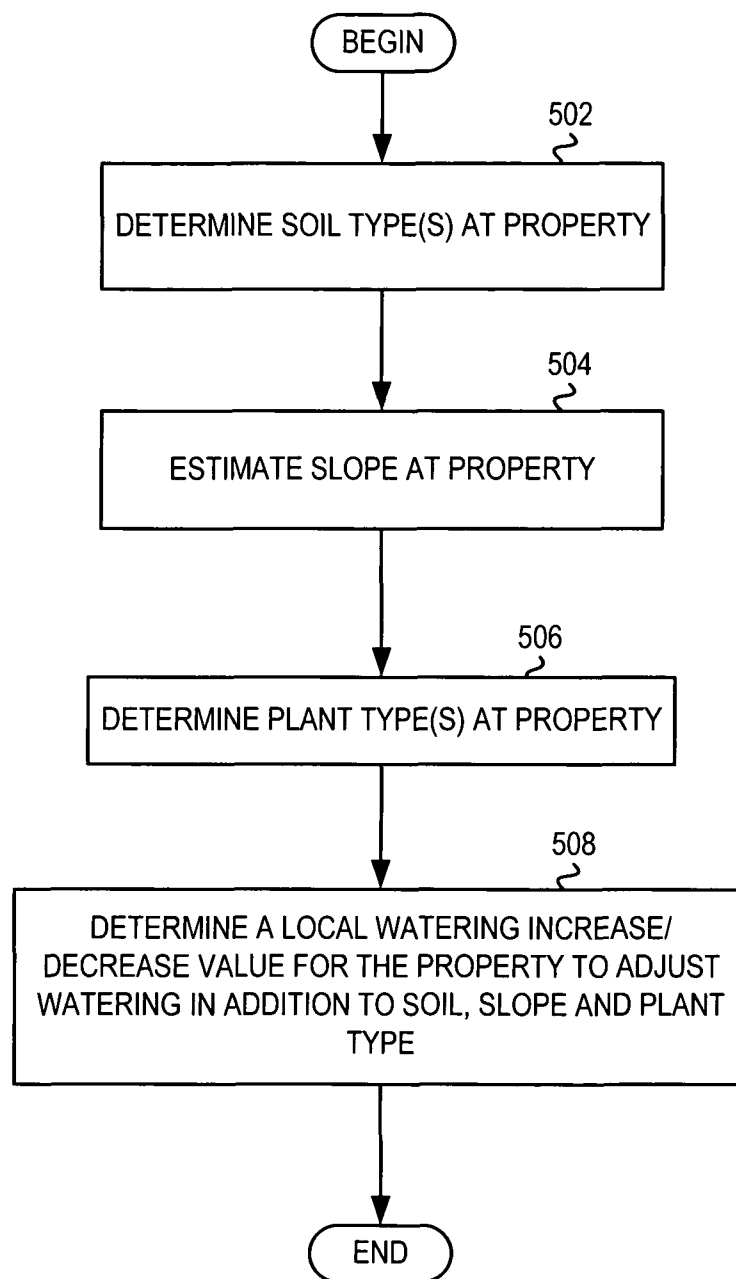 BEGIN
502
DETERMINE SOIL TYPE(S) AT PROPERTY
504
ESTIMATE SLOPE AT PROPERTY
506
DETERMINE PLANT TYPE(S) AT PROPERTY
508
DETERMINE A LOCAL WATERING INCREASE/
DECREASE VALUE FOR THE PROPERTY TO ADJUST
WATERING IN ADDITION TO SOIL, SLOPE AND PLANT
TYPE
END